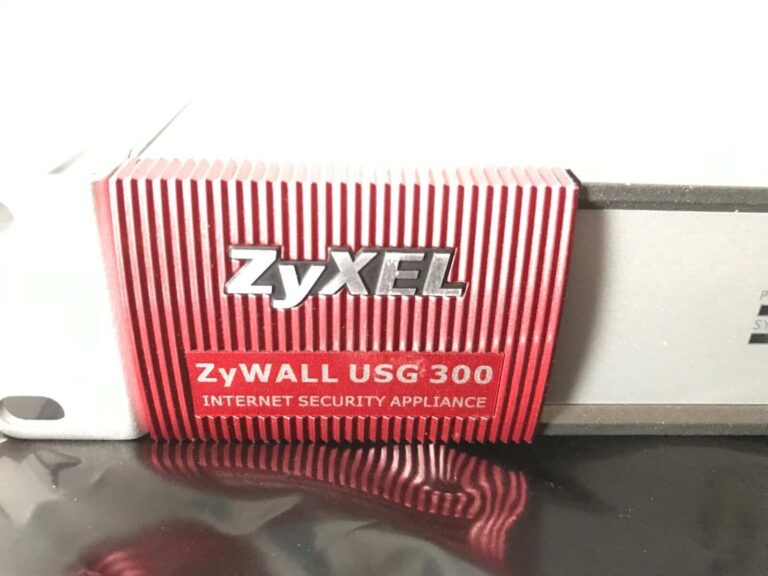 ZyXEL
ZyWALL USG 300
INTERNET SECURITY APPLIANCE